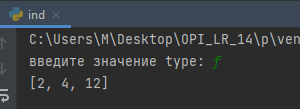 ind
C:\Users\M\Desktop\OPI_LR_14\p\ven
введите значение type: f
[2, 4, 12]